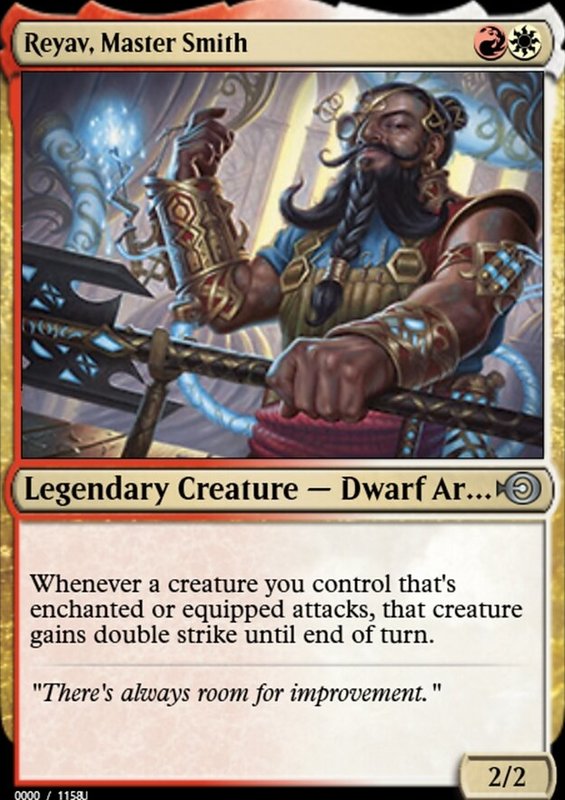 Reyav, Master Smith
Legendary Creature — Dwarf Ar...
Whenever a creature you control that's
enchanted or equipped attacks, that creature
gains double strike until end of turn.
"There's always room for improvement."
2/2
0000 / 1158U